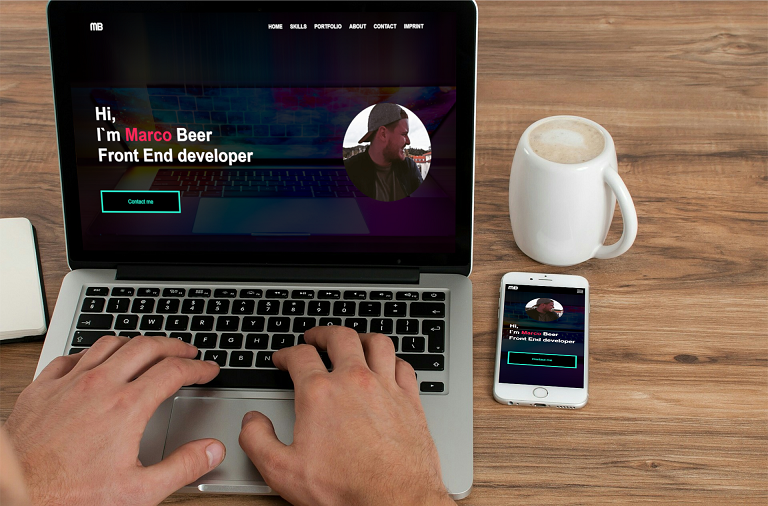 MB
HOME SKILLS PORTFOLIO ABOUT CONTACT IMPRINT
Hi,
I`m Marco Beer
Front End developer
Contact me
MB
Hi,
I`m Marco Beer
Front End developer
Contact me
Q W E R T Y U I O P